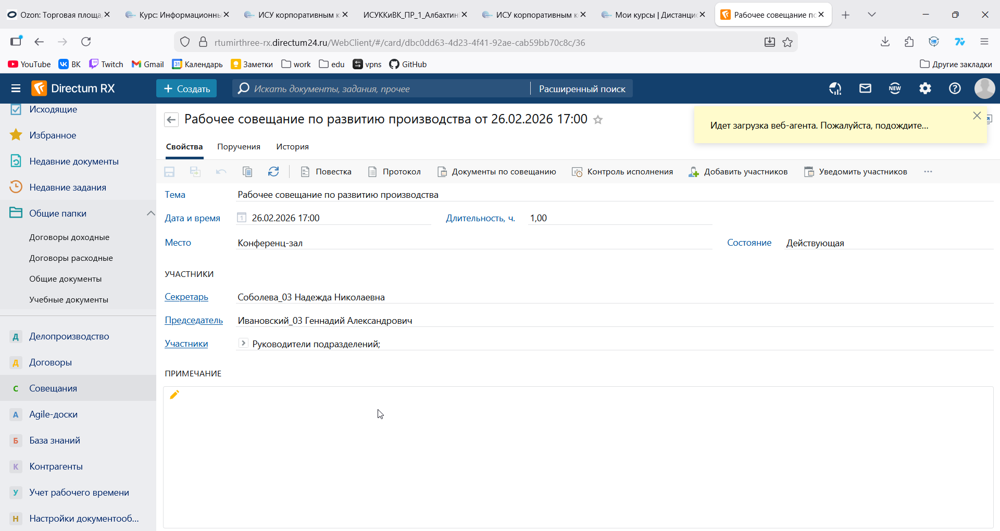 Ozon: Торговая площа
Курс: Информационны
ИСУ корпоративным к
ИСУККиВК_ПР_1_Албахтин
ИСУ корпоративным к
Мои курсы | Дистанци
Рабочее совещание по
rtumirthree-rx.directum24.ru/WebClient/#/card/dbc0dd63-4d23-4f41-92ae-cab59bb70c8c/36
YouTube
ВК
Twitch
Gmail
31 Календарь
Заметки
work
edu
vpns
GitHub
Другие закладки
Directum RX
Создать
Искать документы, задания, прочее
Расширенный поиск
NEW
Исходящие
Избранное
Недавние документы
Недавние задания
Общие папки
Договоры доходные
Договоры расходные
Общие документы
Учебные документы
Д Делопроизводство
Д Договоры
С Совещания
А Agile-доски
Б База знаний
К Контрагенты
У Учет рабочего времени
Н Настройки документооб...
Рабочее совещание по развитию производства от 26.02.2026 17:00
Идет загрузка веб-агента. Пожалуйста, подождите...
Свойства
Поручения
История
Повестка
Протокол
Документы по совещанию
Контроль исполнения
Добавить участников
Уведомить участников
Тема Рабочее совещание по развитию производства
Дата и время 1 26.02.2026 17:00 Длительность, ч. 1,00
Место Конференц-зал Состояние Действующая
УЧАСТНИКИ
Секретарь Соболева_03 Надежда Николаевна
Председатель Ивановский_03 Геннадий Александрович
Участники Руководители подразделений;
ПРИМЕЧАНИЕ